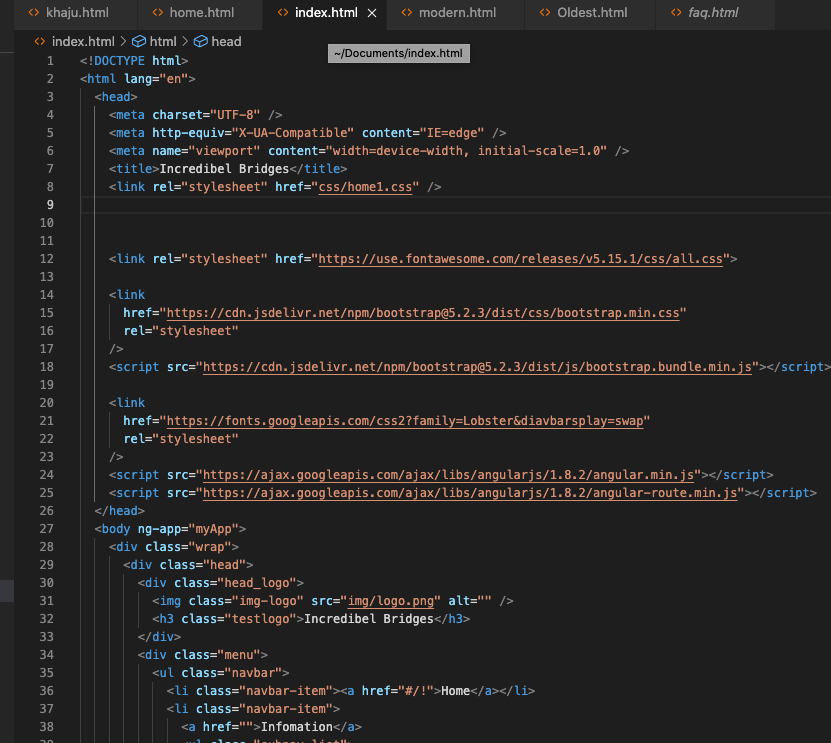 khaju.html home.html index.html modern.html Oldest.html faq.html
index.html > html > head
~/Documents/index.html
1 <!DOCTYPE html>
2 <html lang="en">
3 <head>
4 <meta charset="UTF-8" />
5 <meta http-equiv="X-UA-Compatible" content="IE=edge" />
6 <meta name="viewport" content="width=device-width, initial-scale=1.0" />
7 <title>Incredibel Bridges</title>
8 <link rel="stylesheet" href="css/home1.css" />
9
10
11
12 <link rel="stylesheet" href="https://use.fontawesome.com/releases/v5.15.1/css/all.css">
13
14 <link
15 href="https://cdn.jsdelivr.net/npm/bootstrap@5.2.3/dist/css/bootstrap.min.css"
16 rel="stylesheet"
17 />
18 <script src="https://cdn.jsdelivr.net/npm/bootstrap@5.2.3/dist/js/bootstrap.bundle.min.js"></script>
19
20 <link
21 href="https://fonts.googleapis.com/css2?family=Lobster&diavbarsplay=swap"
22 rel="stylesheet"
23 />
24 <script src="https://ajax.googleapis.com/ajax/libs/angularjs/1.8.2/angular.min.js"></script>
25 <script src="https://ajax.googleapis.com/ajax/libs/angularjs/1.8.2/angular-route.min.js"></script>
26 </head>
27 <body ng-app="myApp">
28 <div class="wrap">
29 <div class="head">
30 <div class="head_logo">
31 <img class="img-logo" src="img/logo.png" alt="" />
32 <h3 class="testlogo">Incredibel Bridges</h3>
33 </div>
34 <div class="menu">
35 <ul class="navbar">
36 <li class="navbar-item"><a href="#/!">Home</a></li>
37 <li class="navbar-item">
38 <a href="">Infomation</a>